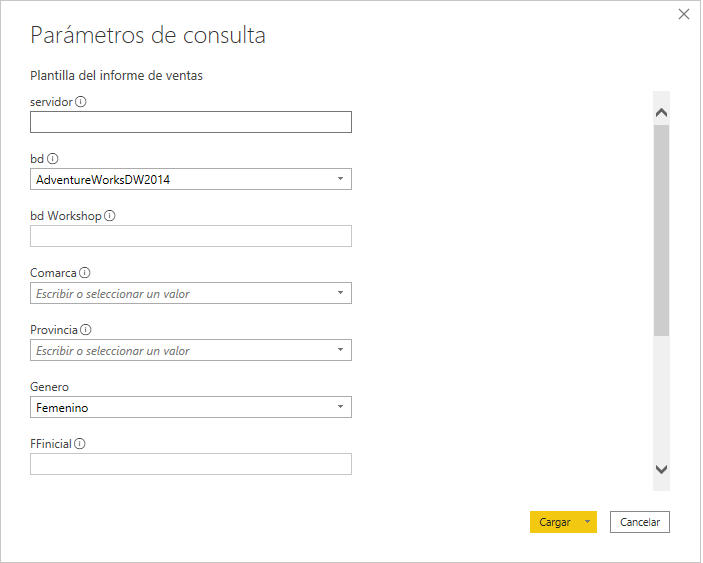 Parámetros de consulta
Plantilla del informe de ventas
servidor
bd
AdventureWorksDW2014
bd Workshop
Comarca
Escribir o seleccionar un valor
Provincia
Escribir o seleccionar un valor
Genero
Femenino
FFinicial
Cargar
Cancelar